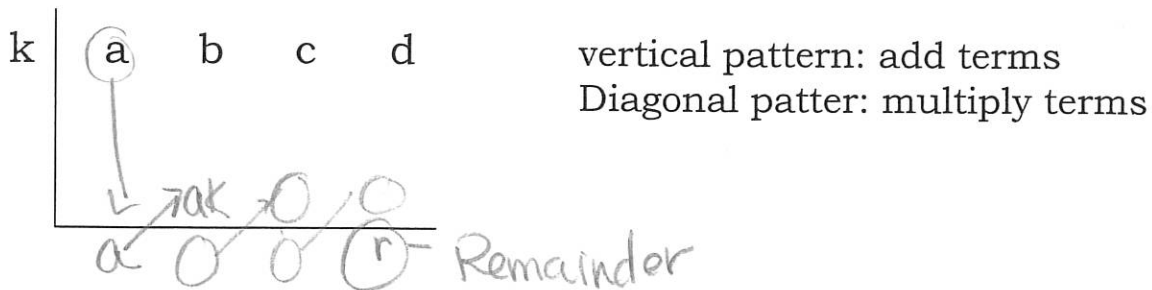 k a b c d
vertical pattern: add terms
Diagonal patter: multiply terms
ak
a r Remainder